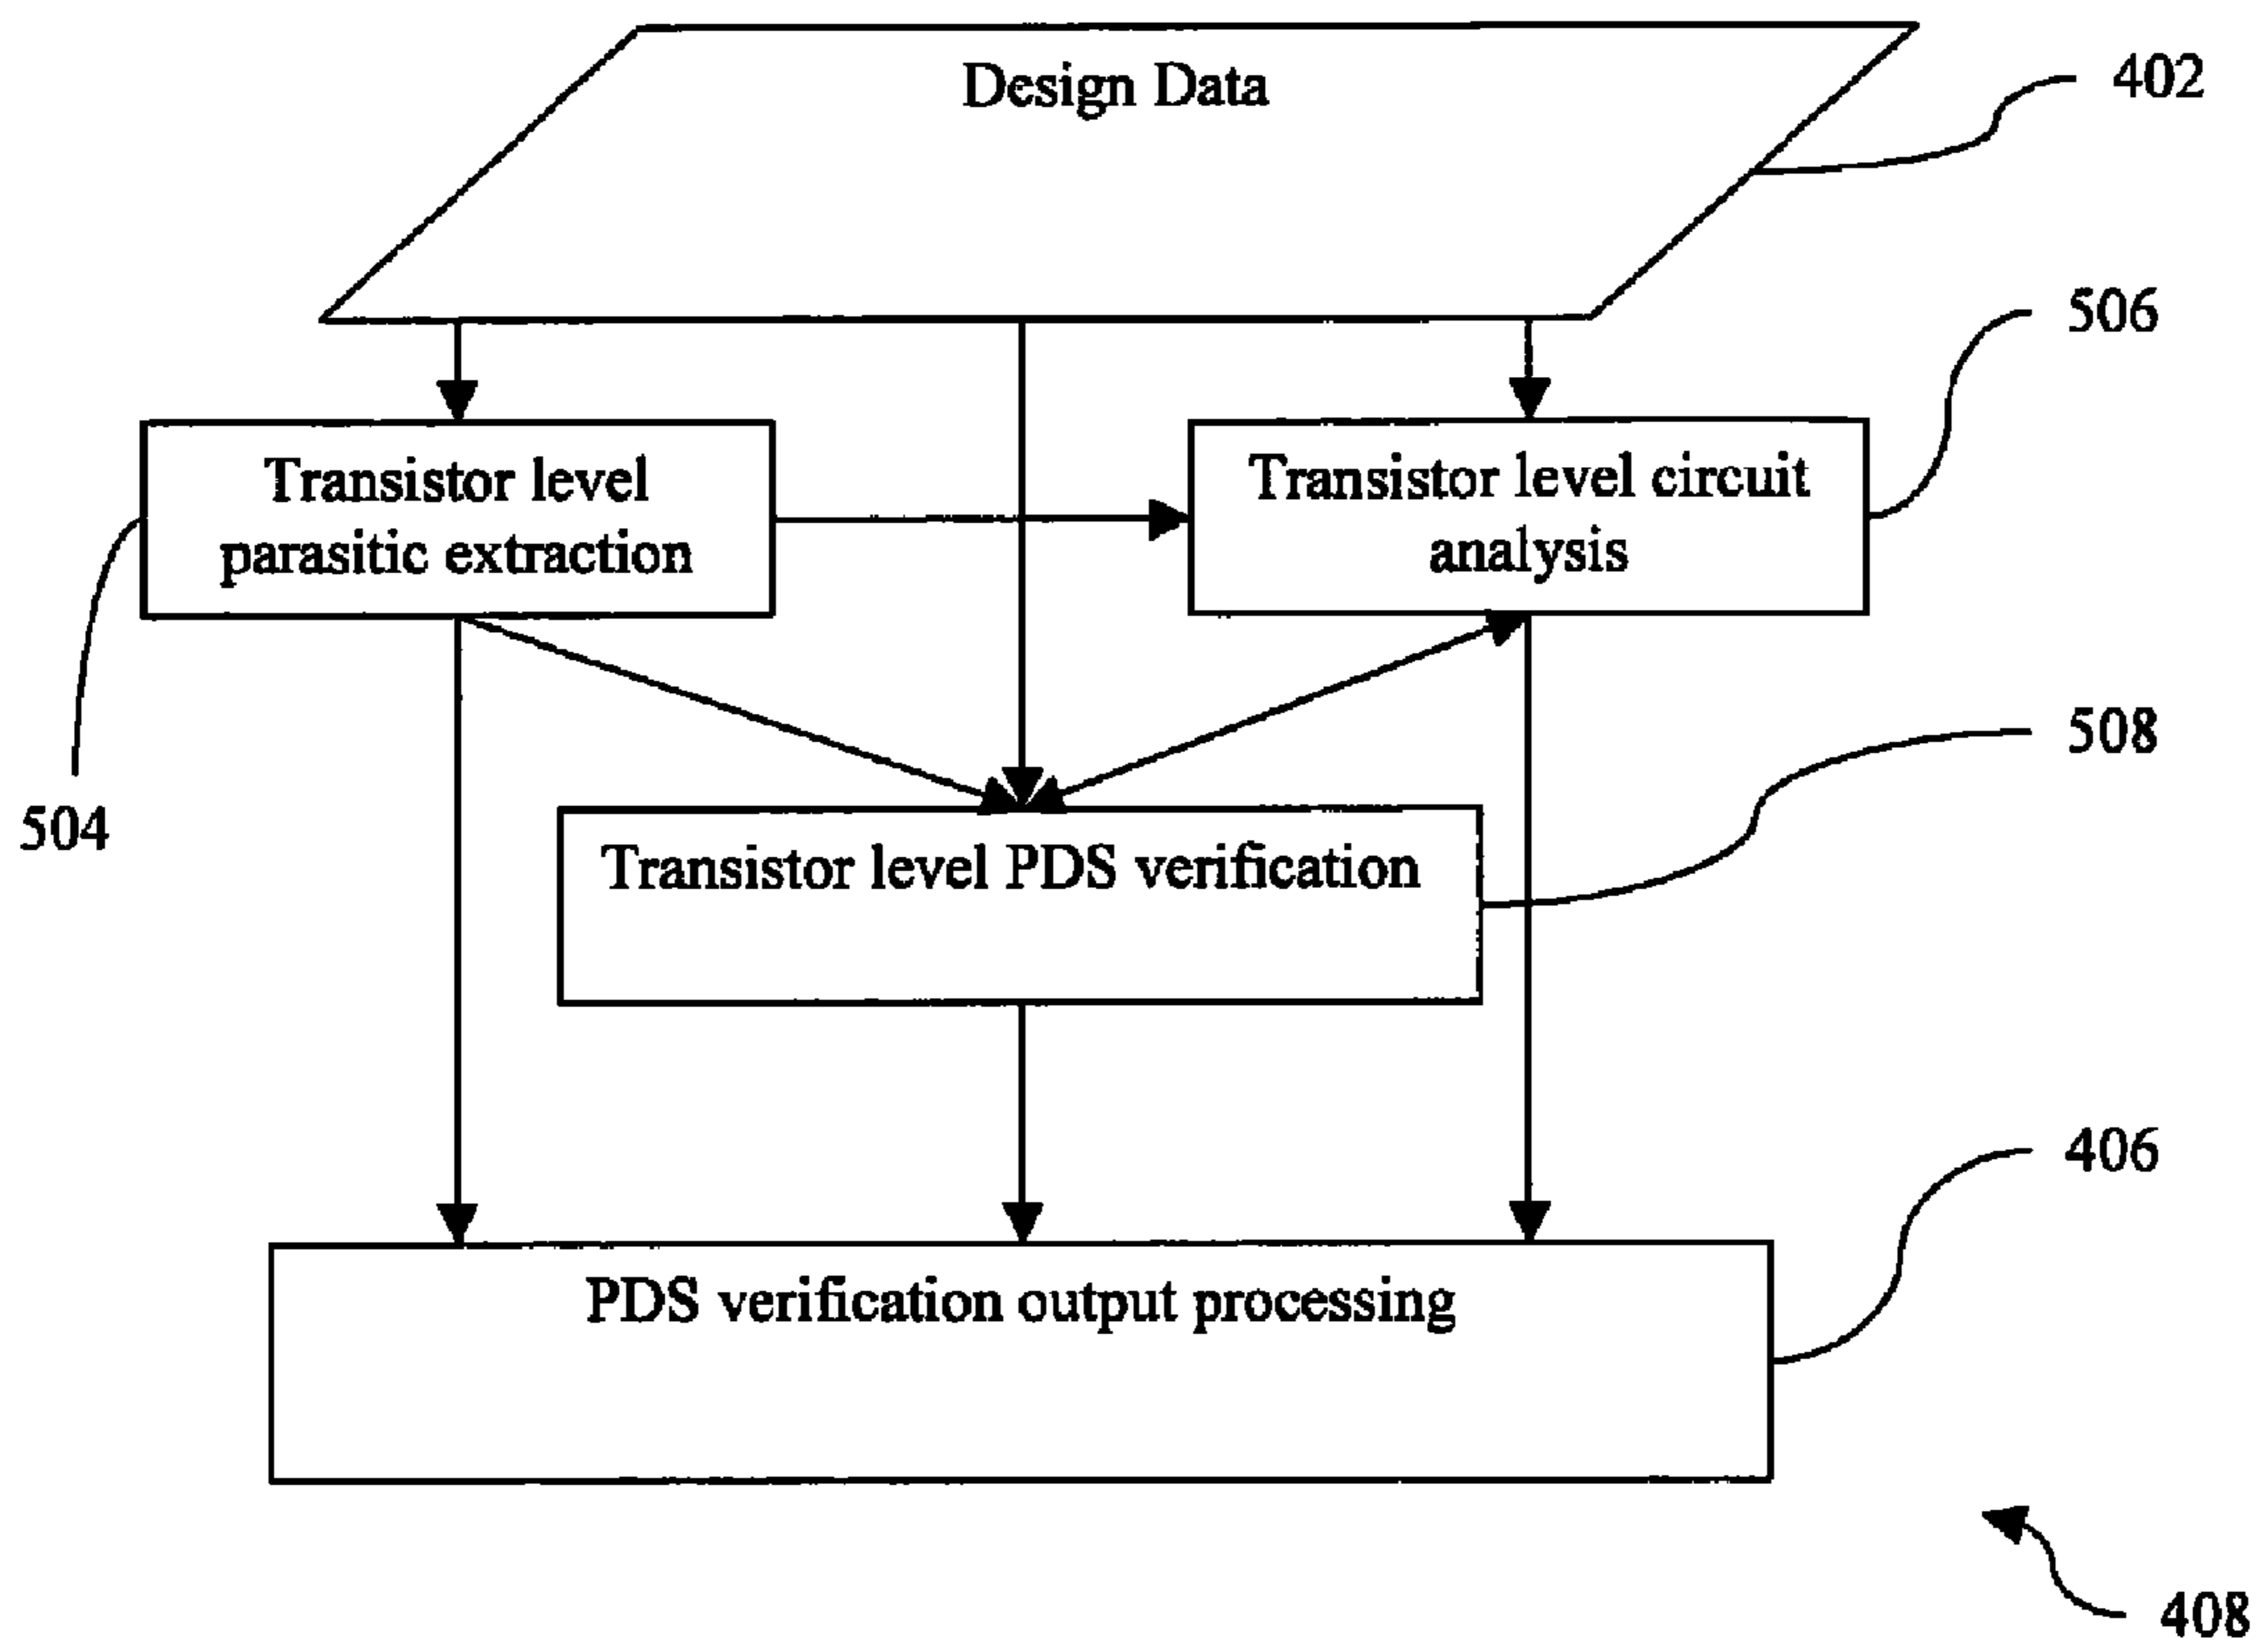 Design Data
402
506
Transistor level
parasitic extraction
Transistor level circuit
analysis
508
504
Transistor level PDS verification
406
PDS verification output processing
408